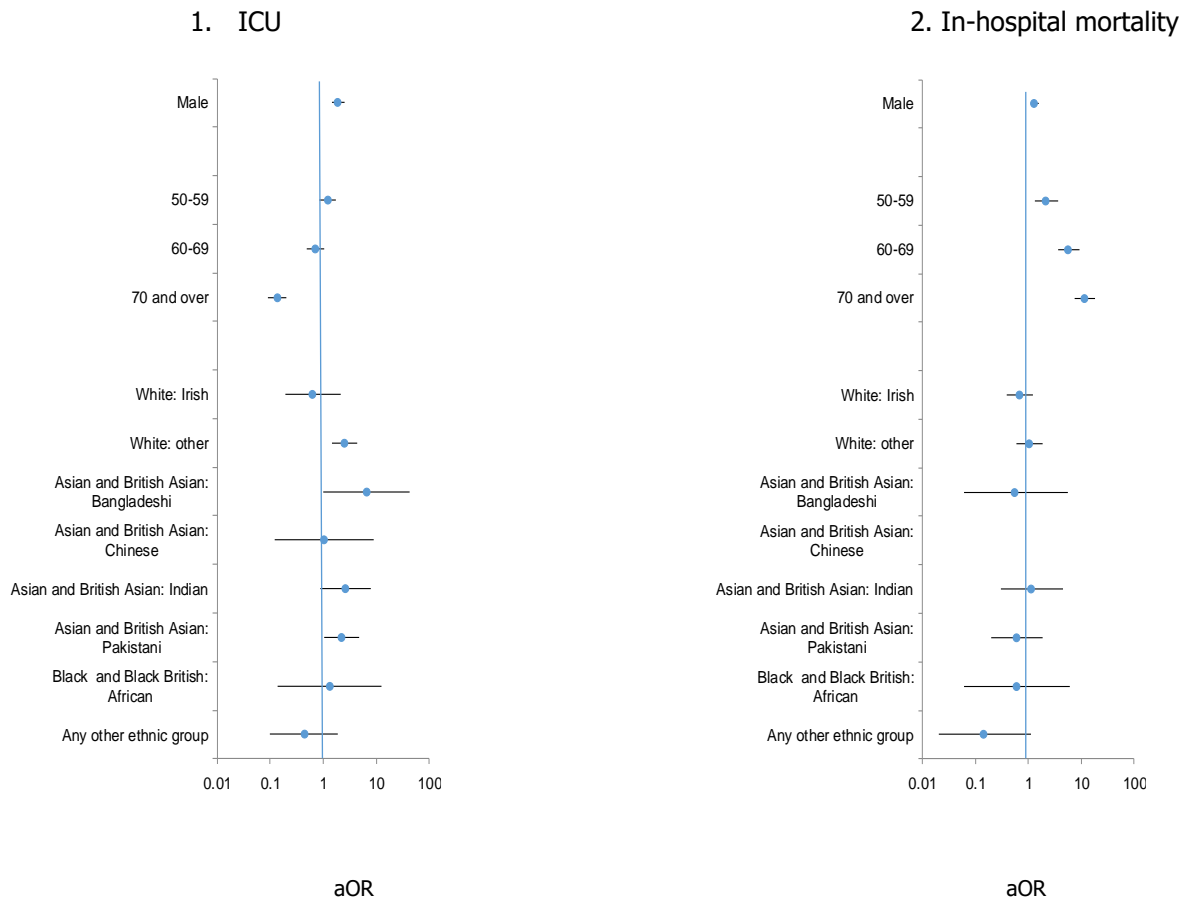 1. ICU
Male
50-59
60-69
70 and over
White: Irish
White: other
Asian and British Asian:
Bangladeshi
Asian and British Asian:
Chinese
Asian and British Asian: Indian
Asian and British Asian:
Pakistani
Black and Black British:
African
Any other ethnic group
0.01 0.1 1 10 100
aOR
2. In-hospital mortality
Male
50-59
60-69
70 and over
White: Irish
White: other
Asian and British Asian:
Bangladeshi
Asian and British Asian:
Chinese
Asian and British Asian: Indian
Asian and British Asian:
Pakistani
Black and Black British:
African
Any other ethnic group
0.01 0.1 1 10 100
aOR